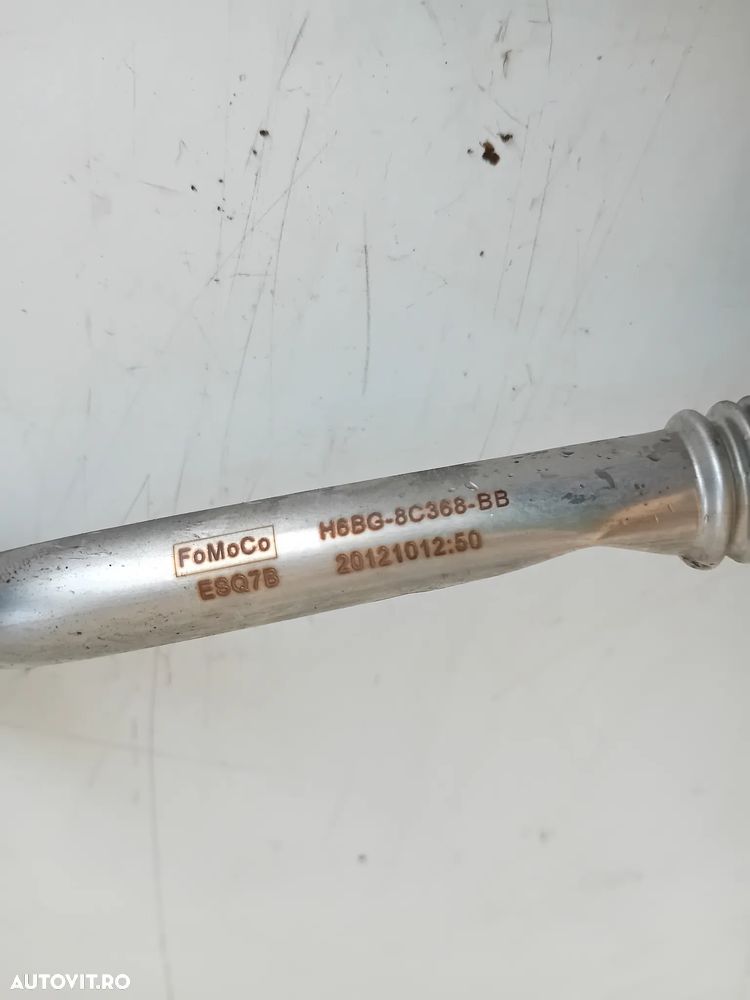 FoMoCo H6BG-8C368-BB
ESQ7B 20121012:50
AUTOVIT.RO